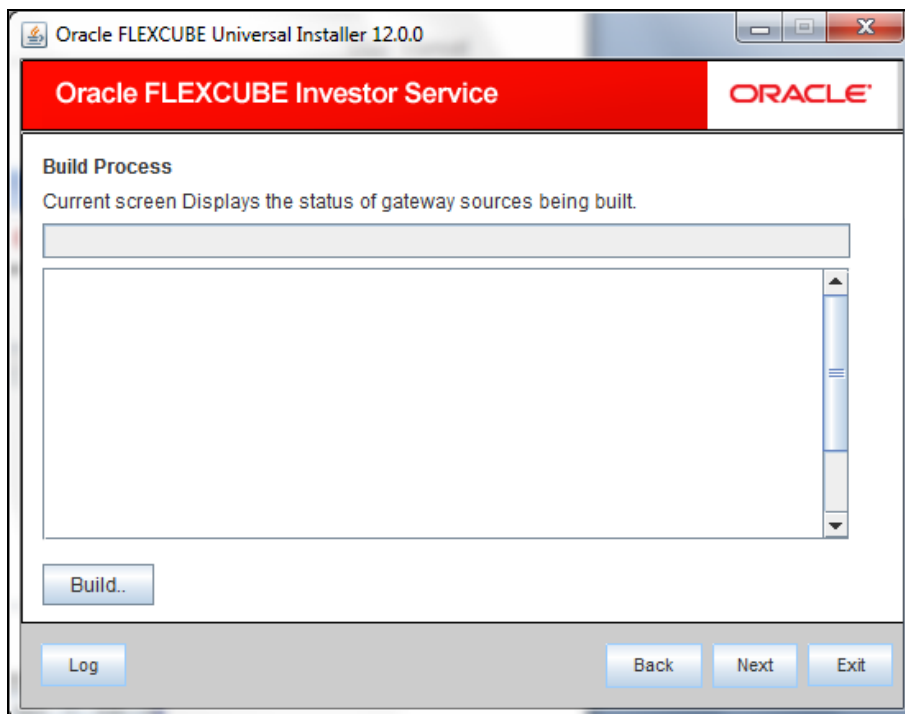 Oracle FLEXCUBE Universal Installer 12.0.0
Oracle FLEXCUBE Investor Service
ORACLE
Build Process
Current screen Displays the status of gateway sources being built.
Build..
Log
Back
Next
Exit